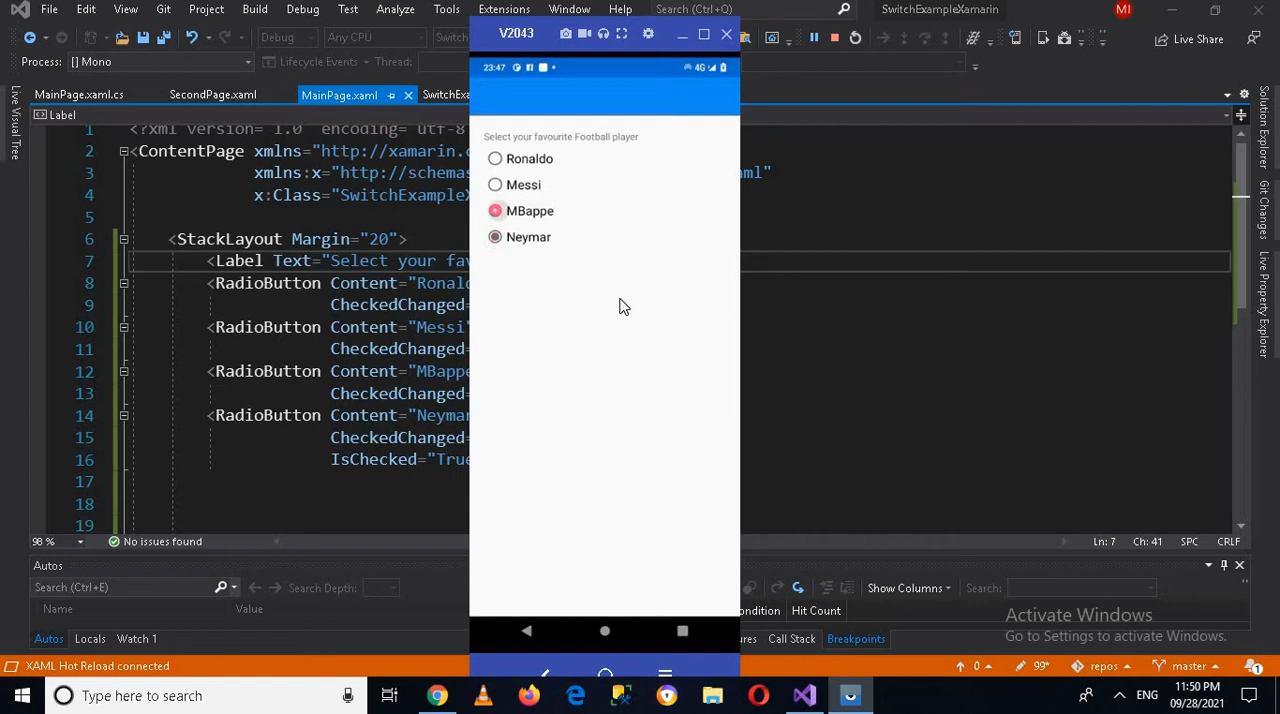 File Edit View Git Project Build Debug Test Analyze Tools Extensions Window Help SwitchExampleXamarin MI
V2043
Debug Any CPU Live Share
Process: [ ] Mono Lifecycle Events Thread:
23:47 4G
MainPage.xaml.cs SecondPage.xaml MainPage.xaml
Label
1 <?xml version="1.0" encoding="utf-8
2 <ContentPage xmlns="http://xamarin.c
3 xmlns:x="http://schemas ml"
4 x:Class="SwitchExampleX
5
6 <StackLayout Margin="20">
7 <Label Text="Select your fav
8 <RadioButton Content="Ronald
9 CheckedChanged=
10 <RadioButton Content="Messi"
11 CheckedChanged=
12 <RadioButton Content="MBappe
13 CheckedChanged=
14 <RadioButton Content="Neymar
15 CheckedChanged=
16 IsChecked="True
17
18
19
Select your favourite Football player
Ronaldo
Messi
MBappe
Neymar
Solution Explorer
Git Changes
Live Property Explorer
Live Visual Tree
98 % No issues found Ln: 7 Ch: 41 SPC CRLF
Autos
Search (Ctrl+E) Search Depth: Show Columns Search:
Name Value ondition Hit Count
Autos Locals Watch 1 ures Call Stack Breakpoints
Activate Windows
Go to Settings to activate Windows.
XAML Hot Reload connected 0 99* repos master 1
Type here to search ENG 11:50 PM
09/28/2021